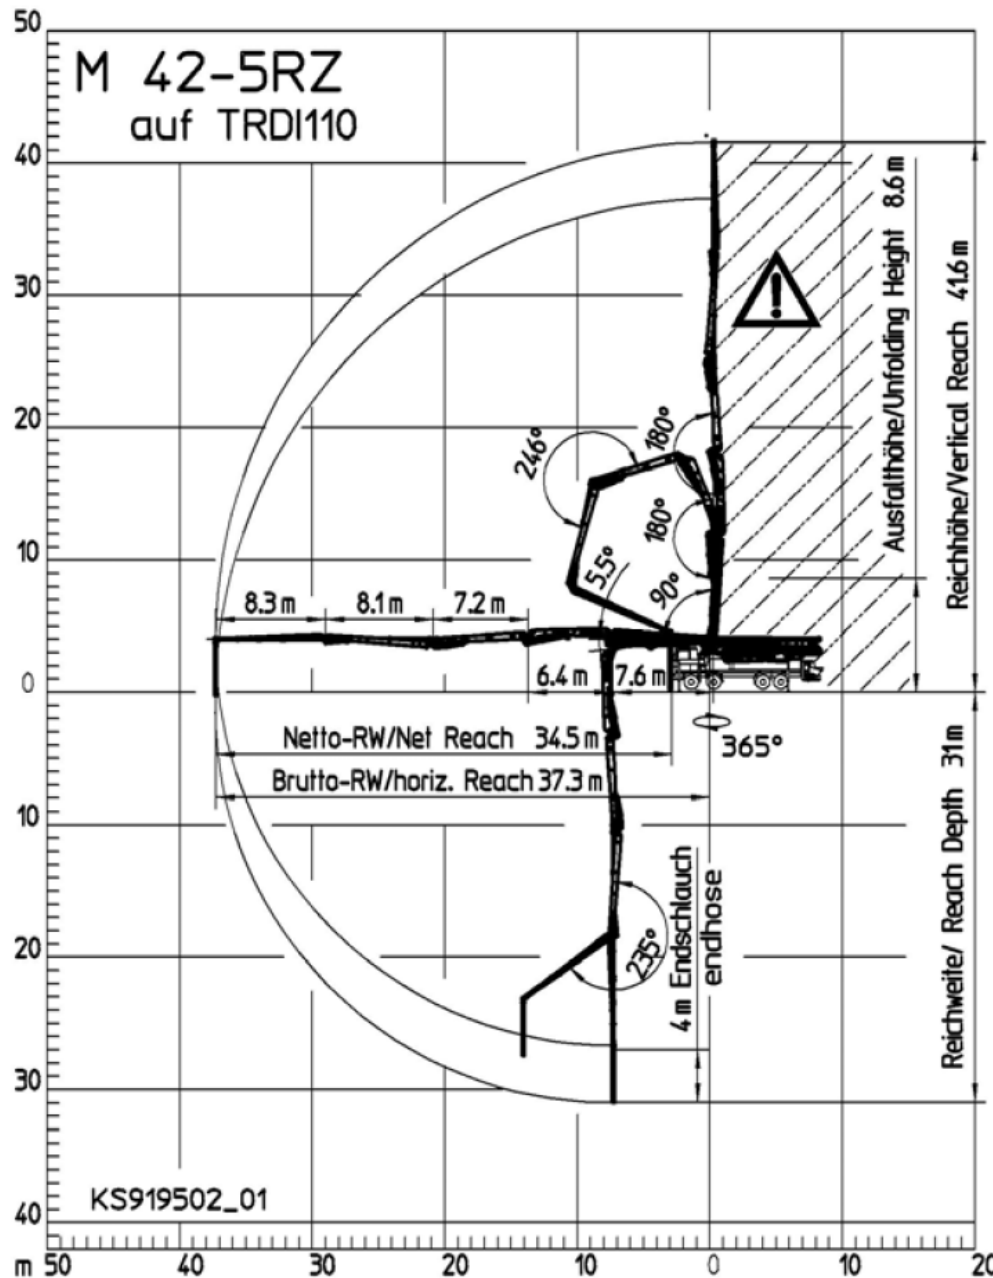 M 42-5RZ
auf TRDI110
50
40
30
20
10
0
10
20
30
40
Ausfalthöhe/Unfolding Height 8.6 m
Reichhöhe/Vertical Reach 41.6 m
!
246°
180°
180°
5.5°
90°
8.3 m
8.1 m
7.2 m
6.4 m
7.6 m
365°
Netto-RW/Net Reach 34.5 m
Brutto-RW/horiz. Reach 37.3 m
235°
4 m Endschlauch
endhose
Reichweite/ Reach Depth 31m
KS919502_01
m 50 40 30 20 10 0 10 20